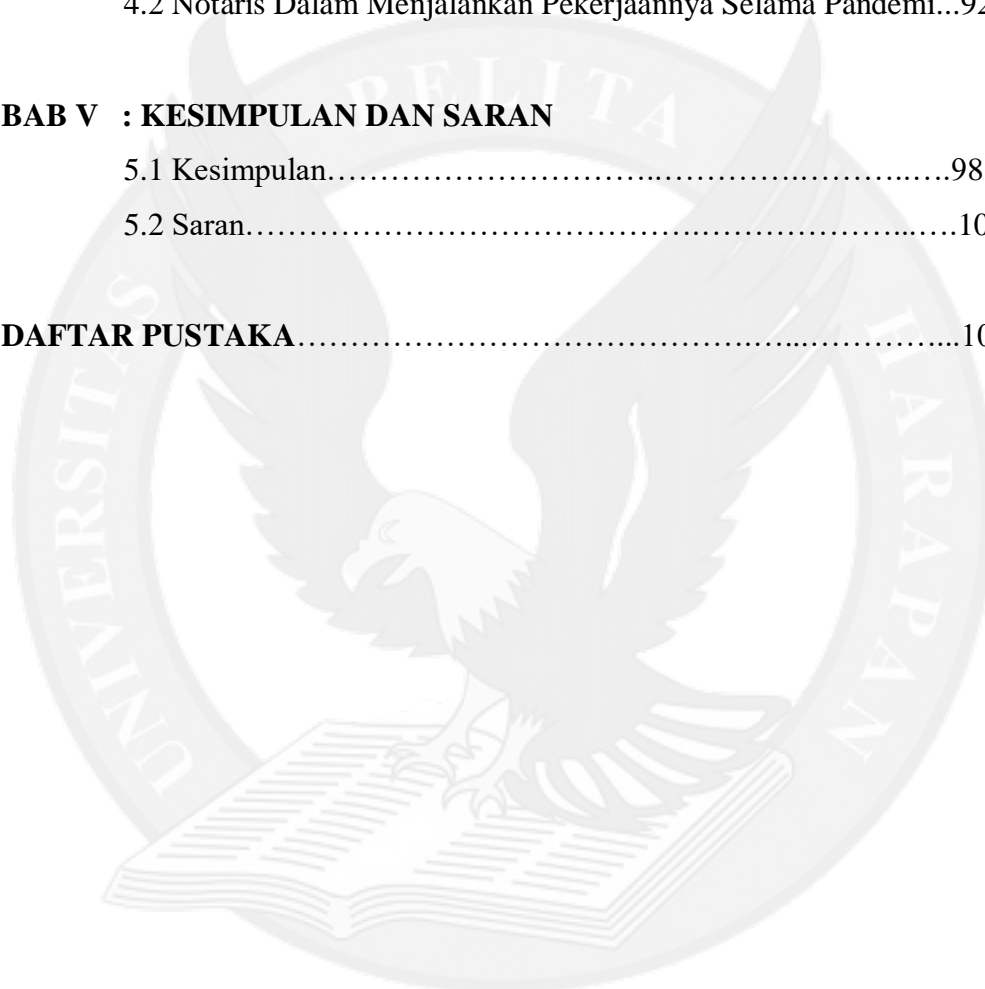 4.2 Notaris Dalam Menjalankan Pekerjaannya Selama Pandemi...92
BAB V : KESIMPULAN DAN SARAN
5.1 Kesimpulan…………………………..………….………..….98
5.2 Saran…………………………………….………………...….10
DAFTAR PUSTAKA…………………………………….…...…………...10
UNIVERSITAS PELITA HARAPAN